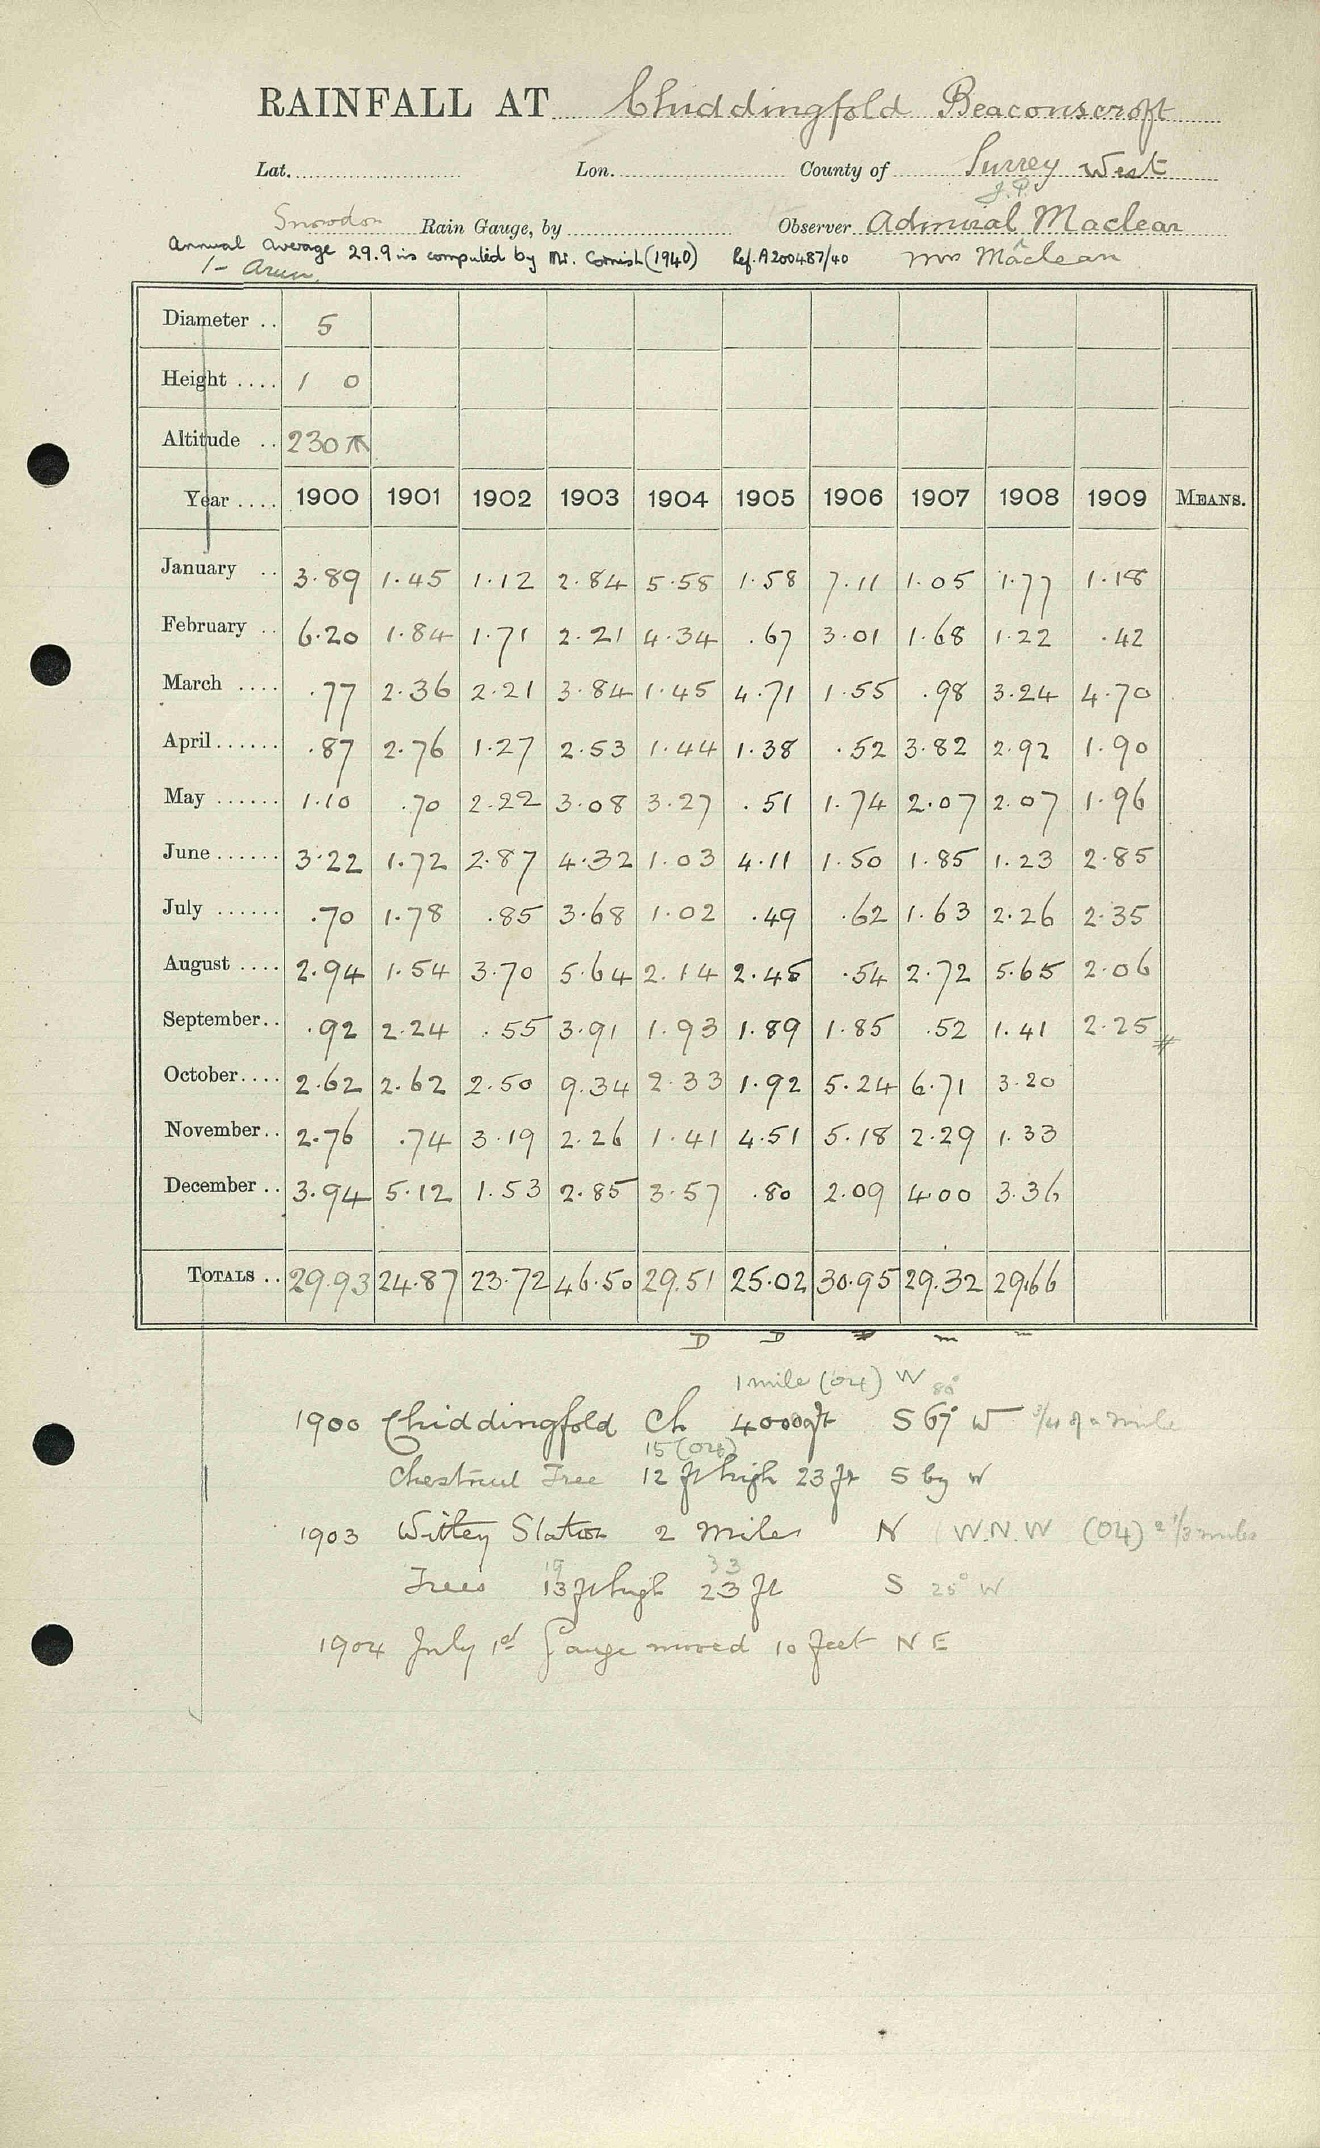 RAINFALL AT Chiddingfold Beaconscroft
Lat. Lon. County of Surrey West
J.P.
Snowdon Rain Gauge, by Observer Admiral Maclear
Annual average 29.9 ins computed by Mr. Cornish (1940) Ref. A200487/40 Mrs Maclear
1- Arun.
Diameter .. 5
Height .... 1 0
Altitude .. 230
Year .... 1900 1901 1902 1903 1904 1905 1906 1907 1908 1909 MEANS.
January .. 3.89 1.45 1.12 2.84 5.58 1.58 7.11 1.05 1.77 1.18
February .. 6.20 1.84 1.71 2.21 4.34 .67 3.01 1.68 1.22 .42
March .... .77 2.36 2.21 3.84 1.45 4.71 1.55 .98 3.24 4.70
April...... .87 2.76 1.27 2.53 1.44 1.38 .52 3.82 2.92 1.90
May ...... 1.10 .70 2.22 3.08 3.27 .51 1.74 2.07 2.07 1.96
June...... 3.22 1.72 2.87 4.32 1.03 4.11 1.50 1.85 1.23 2.85
July ...... .70 1.78 .85 3.68 1.02 .49 .62 1.63 2.26 2.35
August .... 2.94 1.54 3.70 5.64 2.14 2.45 .54 2.72 5.65 2.06
September.. .92 2.24 .55 3.91 1.93 1.89 1.85 .52 1.41 2.25
October.... 2.62 2.62 2.50 9.34 2.33 1.92 5.24 6.71 3.20
November.. 2.76 .74 3.19 2.26 1.41 4.51 5.18 2.29 1.33
December .. 3.94 5.12 1.53 2.85 3.57 .80 2.09 4.00 3.36
TOTALS .. 29.93 24.87 23.72 46.50 29.51 25.02 30.95 29.32 29.66
D D m
1 mile (04) W 80°
1900 Chiddingfold Ch 4000 ft S 67° W 3/4 of a mile
15 (04)
Chestnut Tree 12 ft high 23 ft S by W
1903 Witley Station 2 Miles N W.N.W (04) 2 1/3 miles
19 33
Trees 13 ft high 23 ft S 25° W
1904 July 1st Gauge moved 10 feet N E